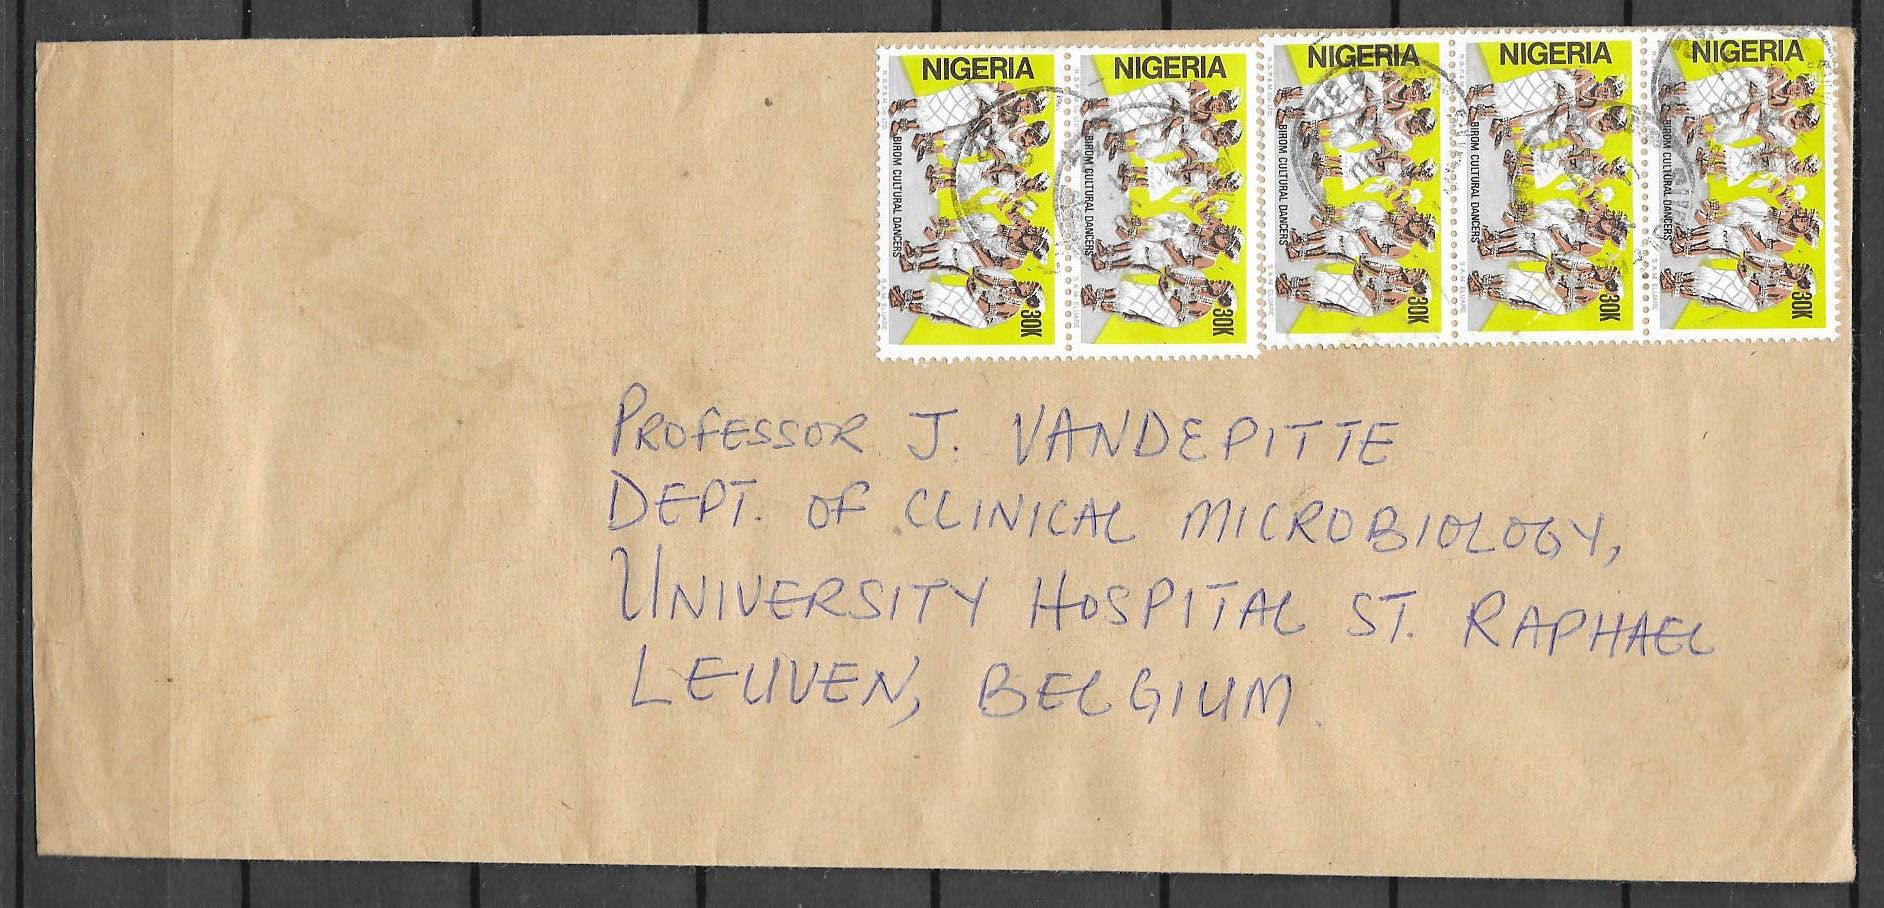 NIGERIA NIGERIA NIGERIA NIGERIA NIGERIA
BIROM CULTURAL DANCERS BIROM CULTURAL DANCERS BIROM CULTURAL DANCERS BIROM CULTURAL DANCERS BIROM CULTURAL DANCERS
30K 30K 30K 30K 30K
PROFESSOR J. VANDEPITTE
DEPT. OF CLINICAL MICROBIOLOGY,
UNIVERSITY HOSPITAL ST. RAPHAEL
LEUVEN, BELGIUM.